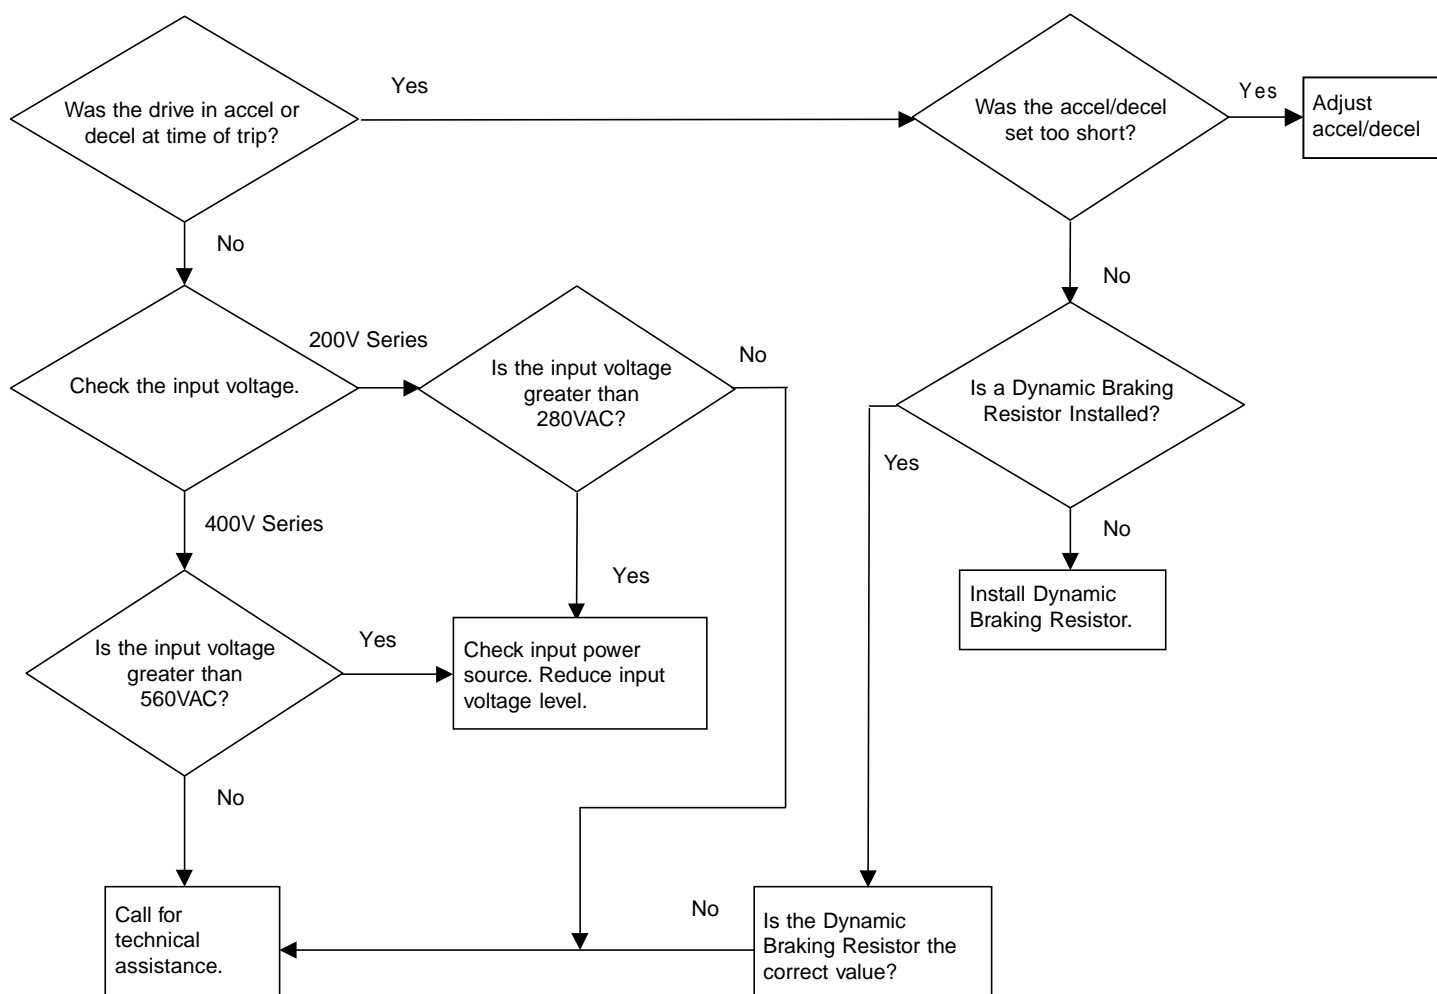 Was the drive in accel or
decel at time of trip?
Yes
Was the accel/decel
set too short?
Yes
Adjust
accel/decel
No
No
Check the input voltage.
200V Series
Is the input voltage
greater than
280VAC?
No
Is a Dynamic Braking
Resistor Installed?
Yes
400V Series
No
Yes
Install Dynamic
Braking Resistor.
Is the input voltage
greater than
560VAC?
Yes
Check input power
source. Reduce input
voltage level.
No
Call for
technical
assistance.
No
Is the Dynamic
Braking Resistor the
correct value?